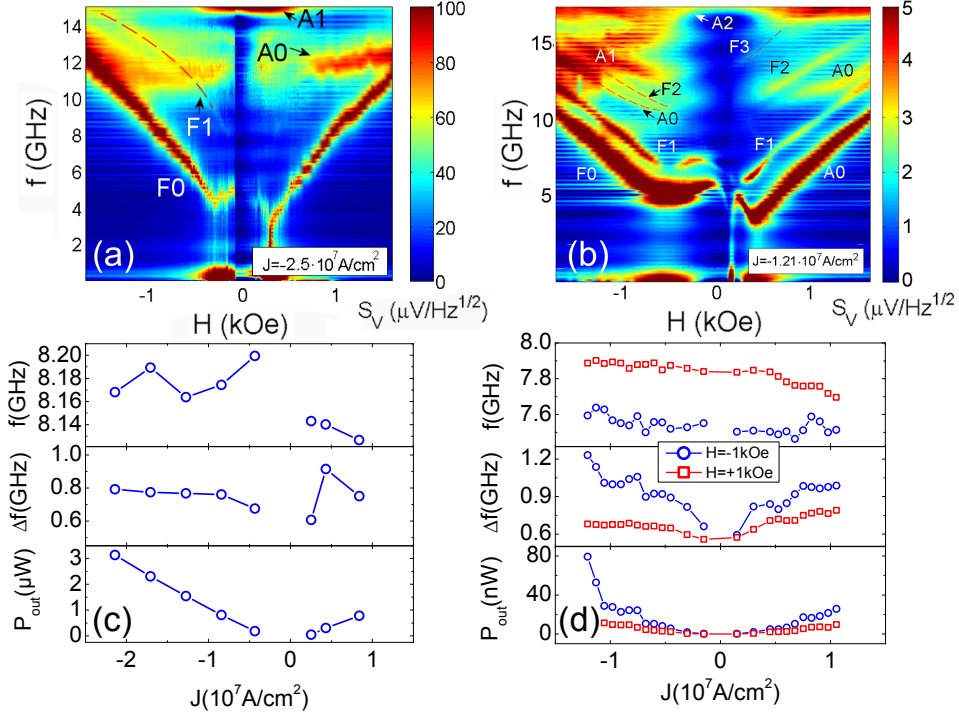 15 A1 100
12 A0 80
10 60
f (GHz) 8 F1
6 F0 40
4 20
2 (a) J=-2.5·10⁷A/cm² 0
-1 0 1
H (kOe) S_V (μV/Hz^1/2)
A2 5
15 F3
A1 F2 4
F2 A0
10 A0 3
f (GHz) F1 F1
F0 A0 2
5
1
(b) J=-1.21·10⁷A/cm²
0
-1 0 1
H (kOe) S_V (μV/Hz^1/2)
8.20
8.18
f(GHz)
8.16
8.14
1.0
Δf(GHz) 0.8
0.6
3
P_out(μW) 2
1
0 (c)
-2 -1 0 1
J(10⁷A/cm²)
8.0
7.8
f(GHz)
7.6
1.2 H=-1kOe
H=+1kOe
Δf(GHz) 0.9
0.6
80
P_out(nW)
40
0 (d)
-1 0 1
J(10⁷A/cm²)